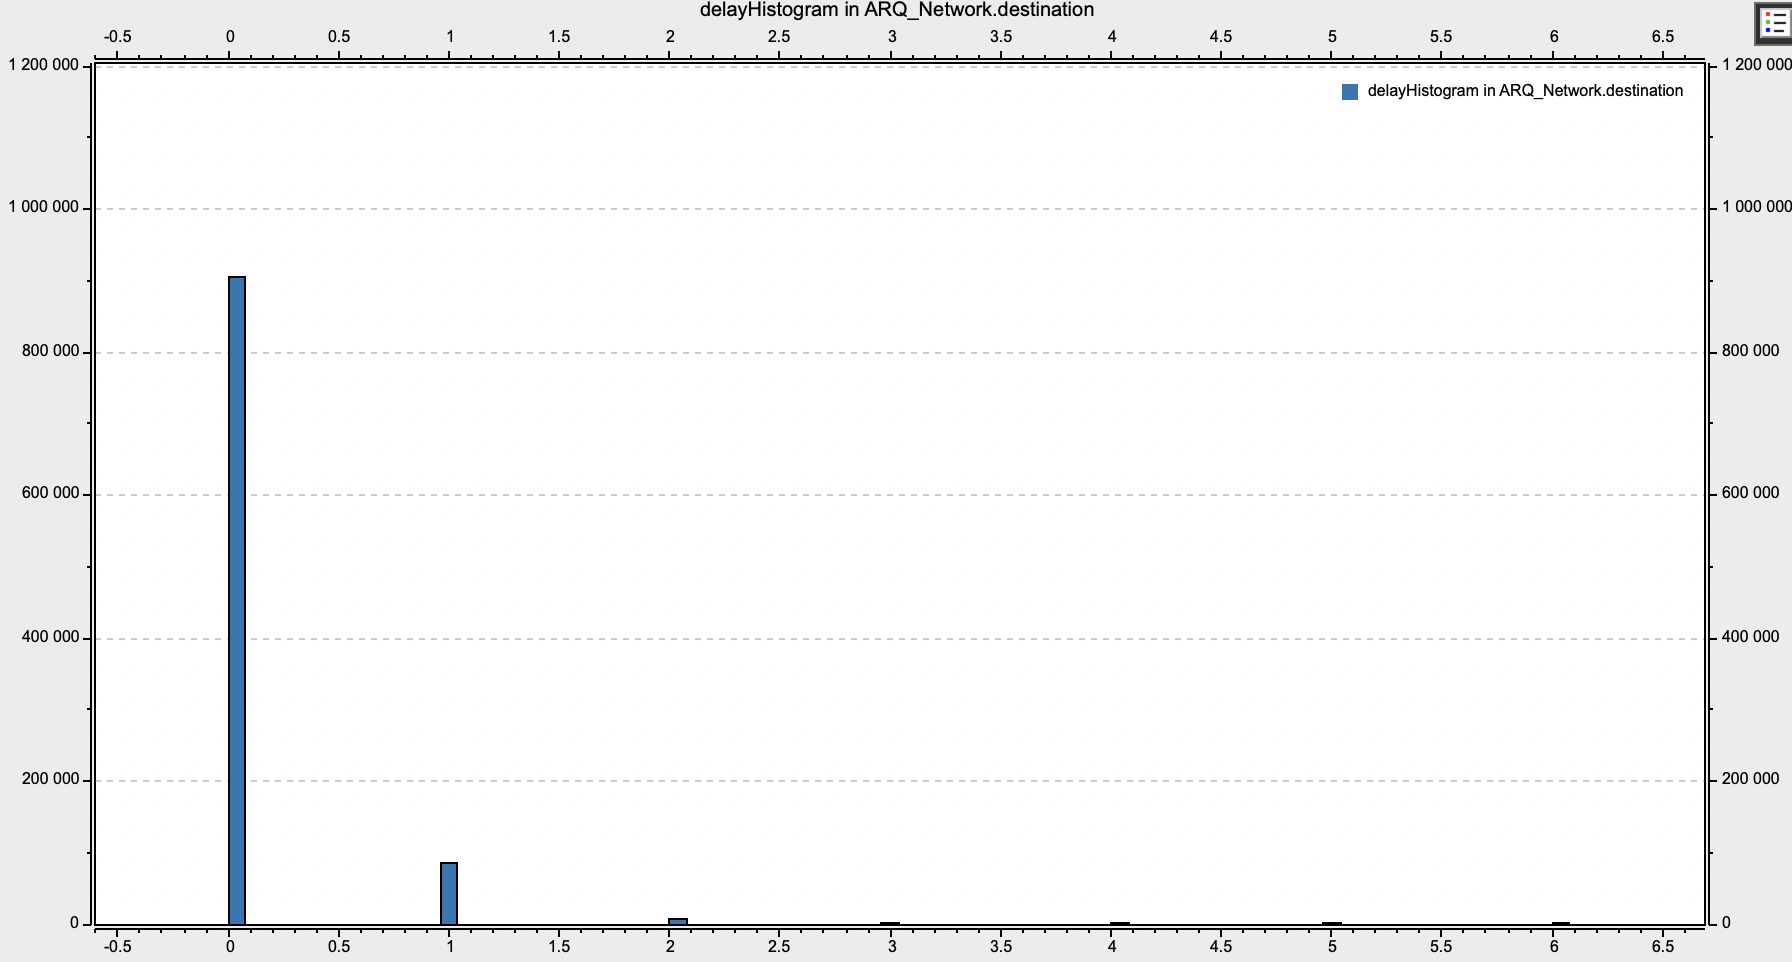 delayHistogram in ARQ_Network.destination
-0.5 0 0.5 1 1.5 2 2.5 3 3.5 4 4.5 5 5.5 6 6.5
1 200 000 1 200 000
delayHistogram in ARQ_Network.destination
1 000 000 1 000 000
800 000 800 000
600 000 600 000
400 000 400 000
200 000 200 000
0 0
-0.5 0 0.5 1 1.5 2 2.5 3 3.5 4 4.5 5 5.5 6 6.5